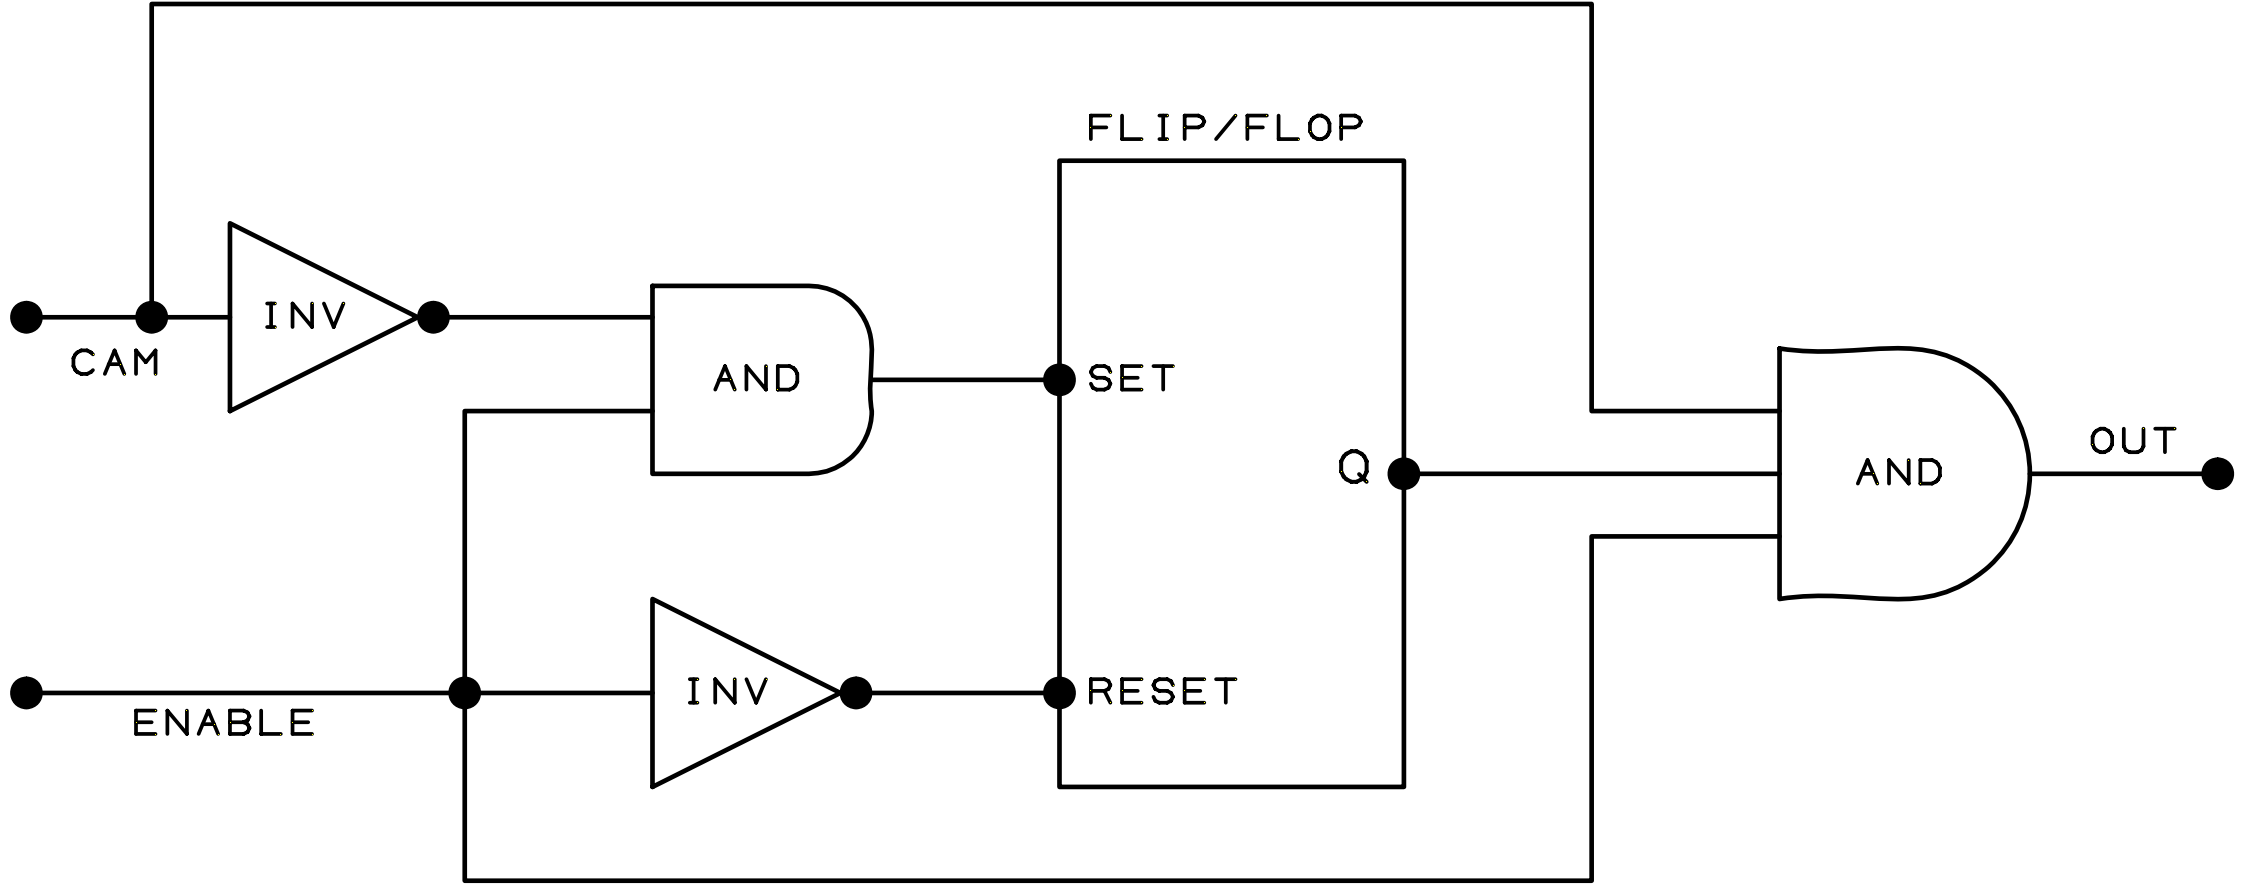 FLIP/FLOP
INV
CAM
AND
SET
Q
AND
OUT
INV
RESET
ENABLE